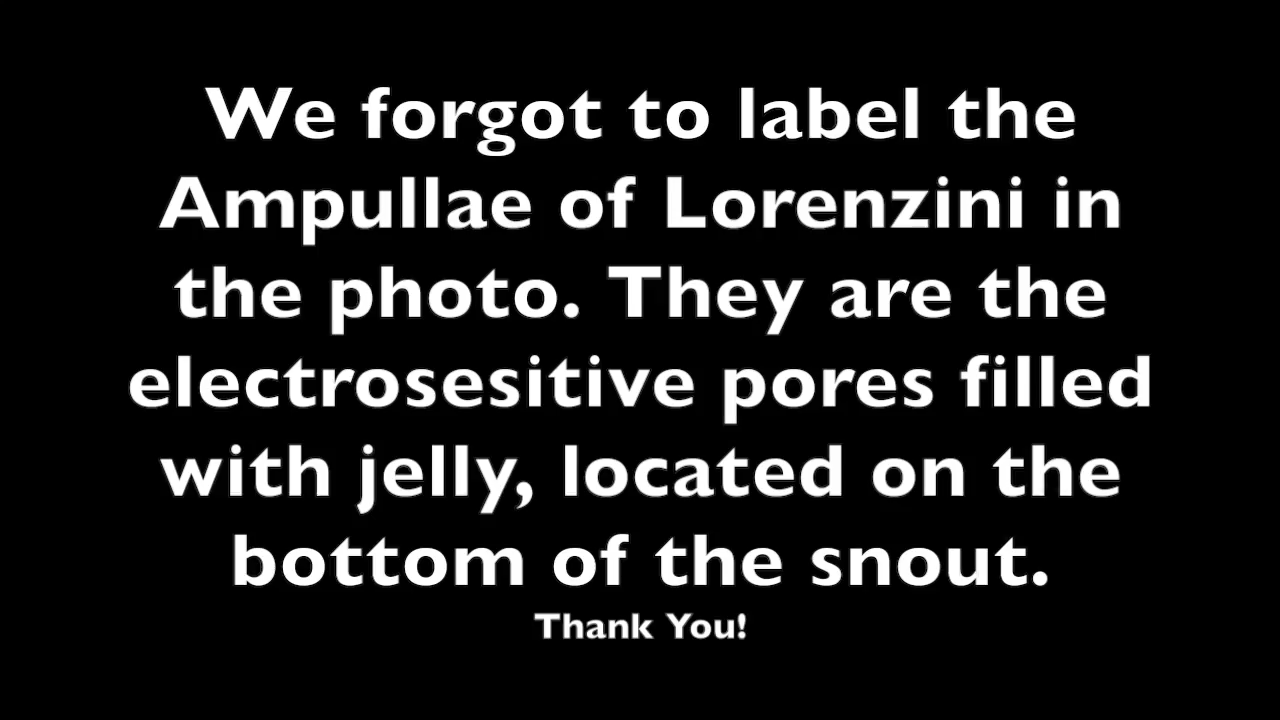 We forgot to label the
Ampullae of Lorenzini in
the photo. They are the
electrosesitive pores filled
with jelly, located on the
bottom of the snout.
Thank You!